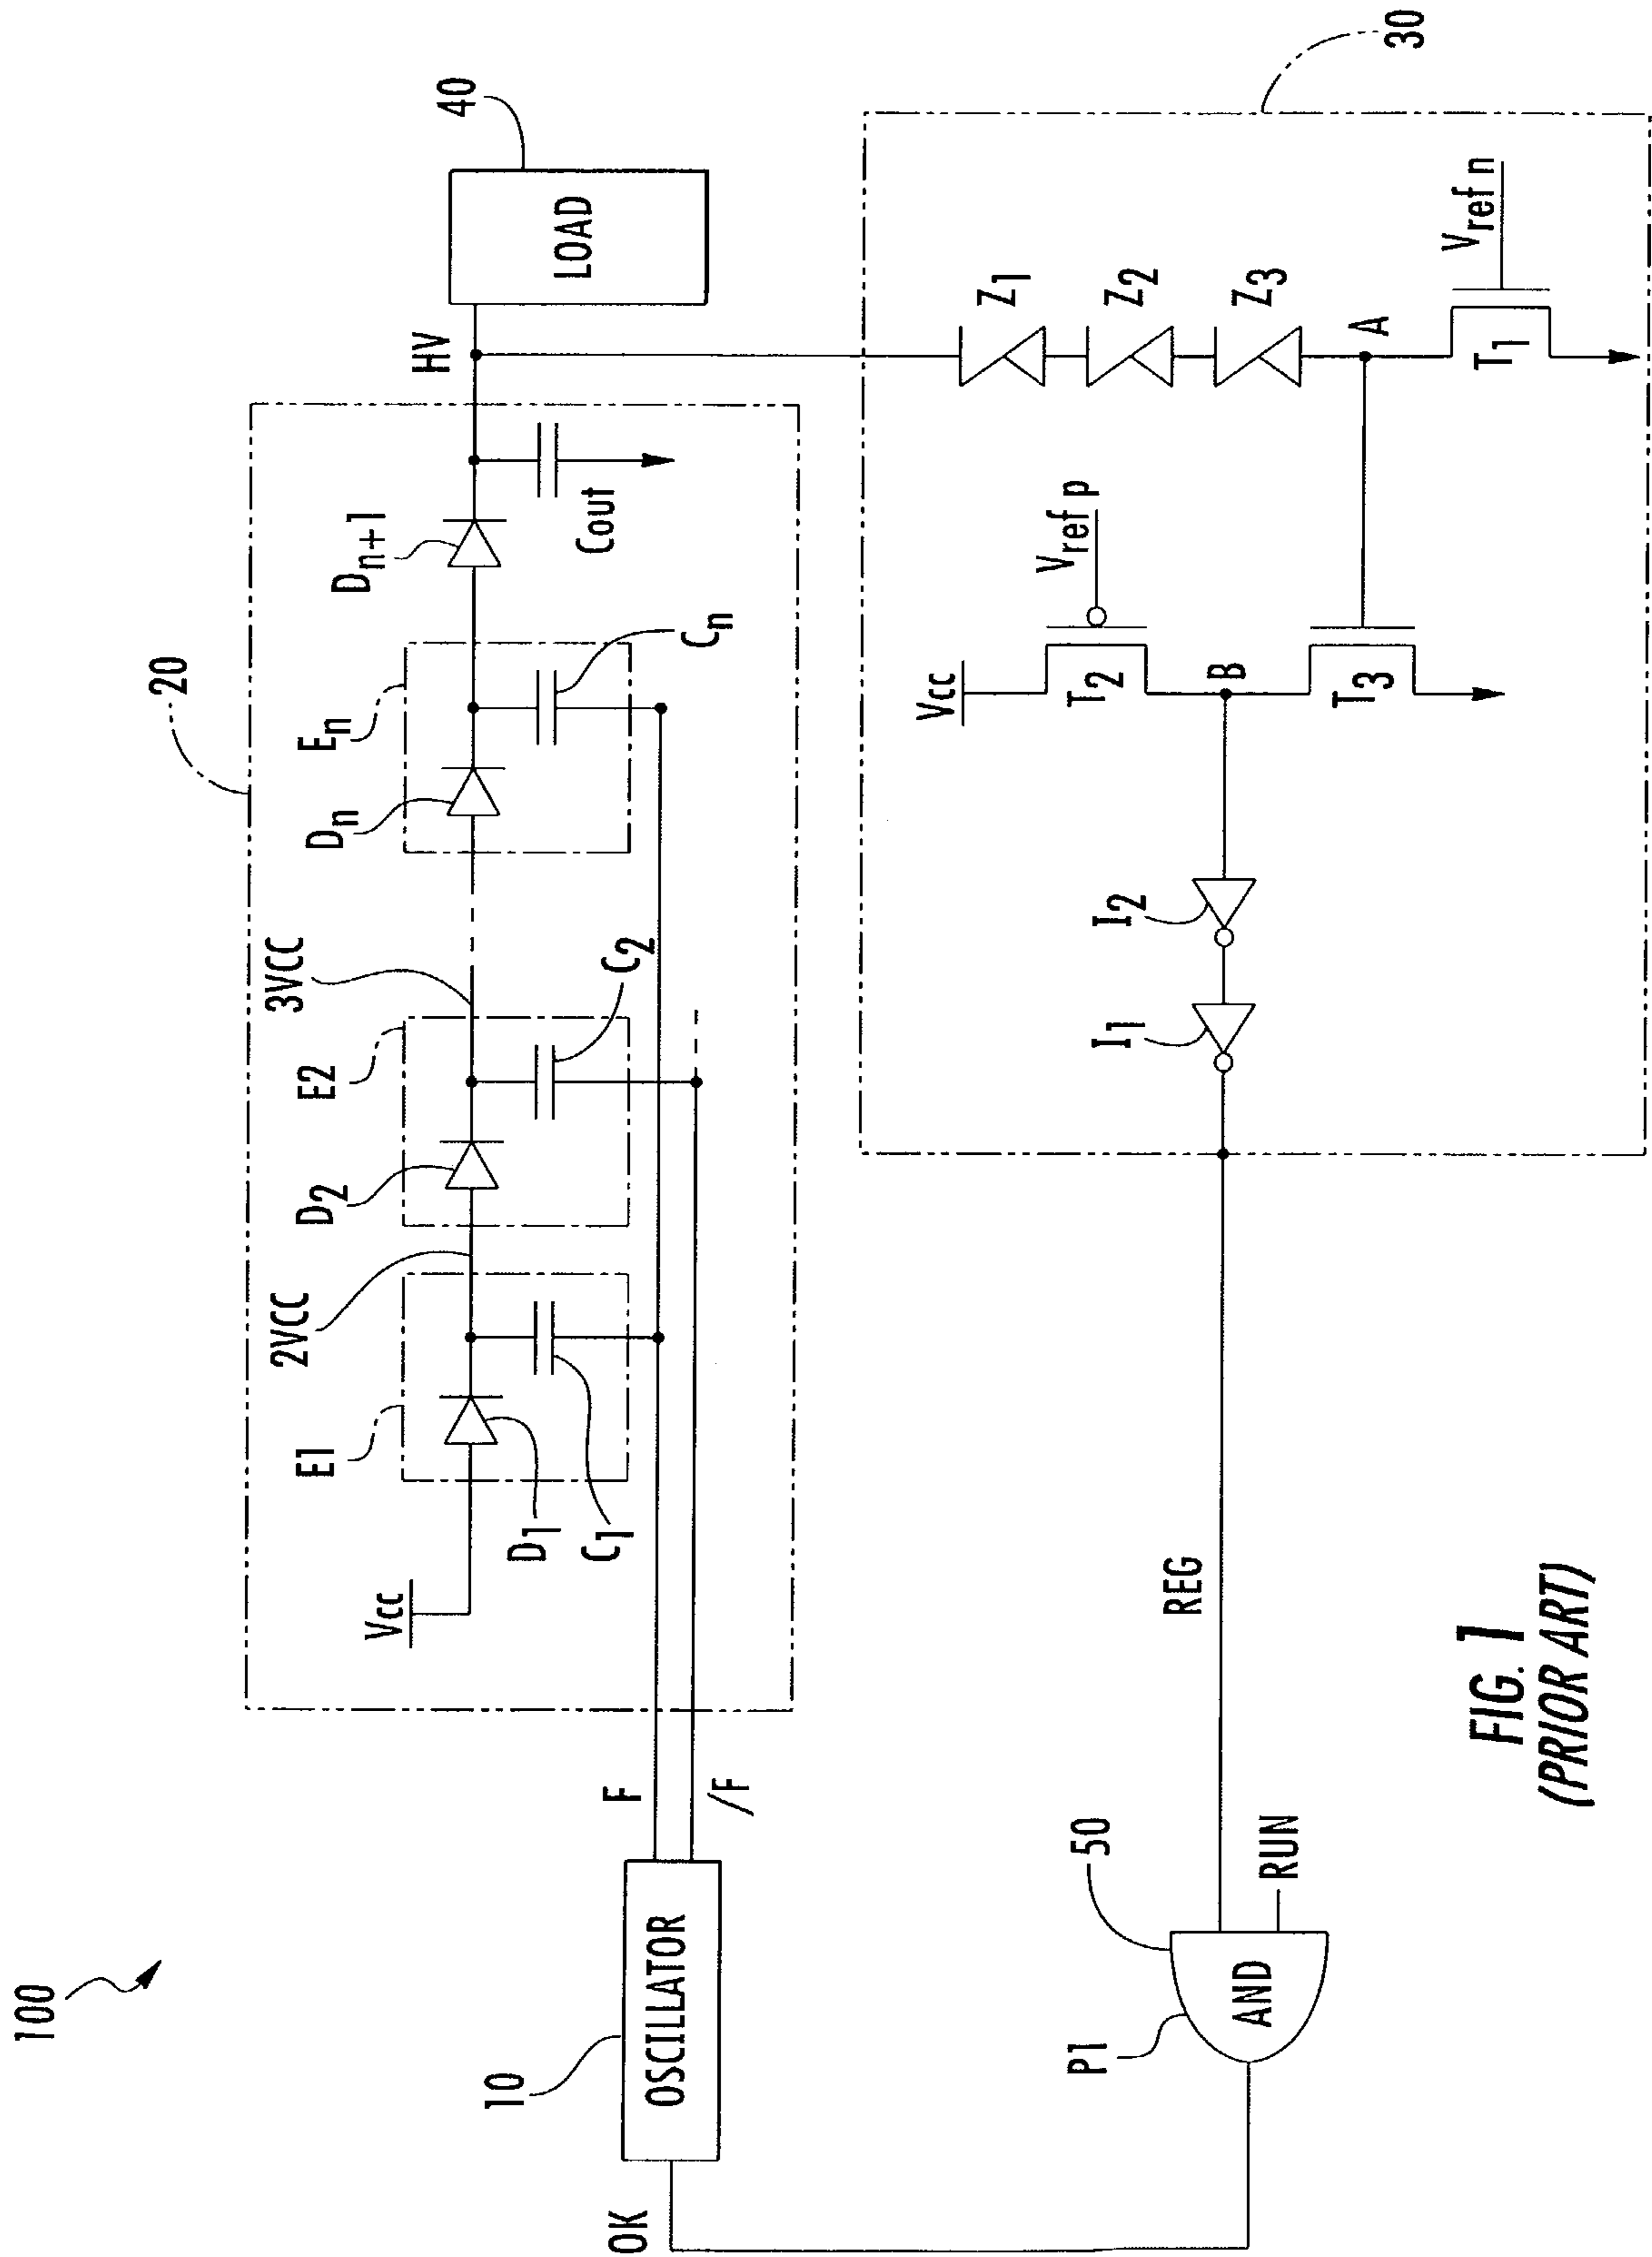 100
20
E1
2VCC
E2
3VCC
En
Dn
Dn+1
HV
40
LOAD
Vcc
D1
C1
D2
C2
Cn
Cout
10
OSCILLATOR
OK
F
/F
30
Vcc
Vref p
T2
B
T3
Z1
Z2
Z3
A
T1
Vref n
I1
I2
REG
P1
50
AND
RUN
FIG. 1
(PRIOR ART)